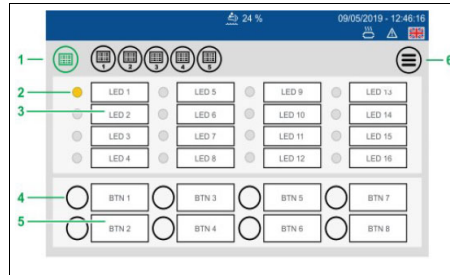 24 % 09/05/2019 - 12:46:16
1 1 2 3 4 5 6
2 LED 1 LED 5 LED 9 LED 13
3 LED 2 LED 6 LED 10 LED 14
LED 3 LED 7 LED 11 LED 15
LED 4 LED 8 LED 12 LED 16
4 BTN 1 BTN 3 BTN 5 BTN 7
5 BTN 2 BTN 4 BTN 6 BTN 8